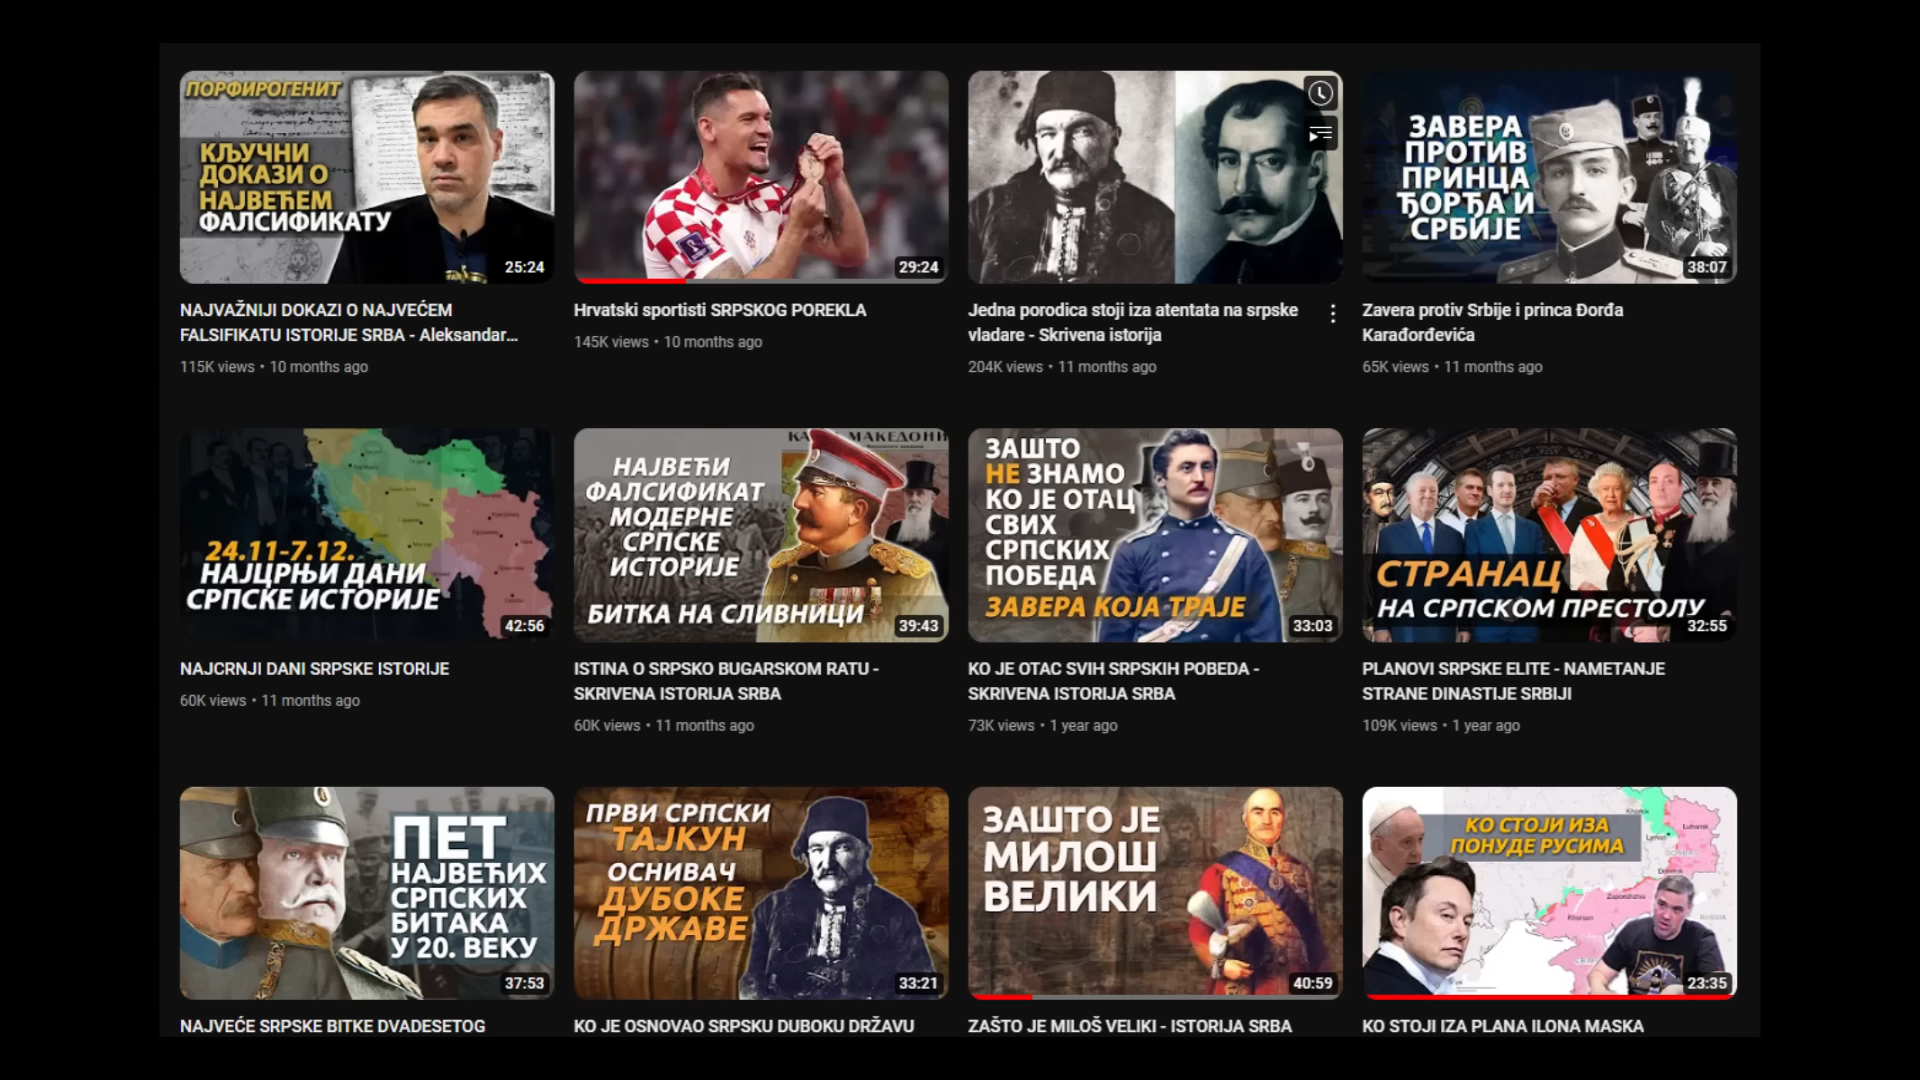 ПОРФИРОГЕНИТ
КЉУЧНИ
ДОКАЗИ О
НАЈВЕЋЕМ
ФАЛСИФИКАТУ
25:24
NAJVAŽNIJI DOKAZI O NAJVEĆEM
FALSIFIKATU ISTORIJE SRBA - Aleksandar...
115K views • 10 months ago
29:24
Hrvatski sportisti SRPSKOG POREKLA
145K views • 10 months ago
Jedna porodica stoji iza atentata na srpske
vladare - Skrivena istorija
204K views • 11 months ago
ЗАВЕРА
ПРОТИВ
ПРИНЦА
ЂОРЂА И
СРБИЈЕ
38:07
Zavera protiv Srbije i princa Đorđa
Karađorđevića
65K views • 11 months ago
24.11-7.12.
НАЈЦРЊИ ДАНИ
СРПСКЕ ИСТОРИЈЕ
42:56
NAJCRNJI DANI SRPSKE ISTORIJE
60K views • 11 months ago
НАЈВЕЋИ
ФАЛСИФИКАТ
МОДЕРНЕ
СРПСКЕ
ИСТОРИЈЕ
БИТКА НА СЛИВНИЦИ
39:43
ISTINA O SRPSKO BUGARSKOM RATU -
SKRIVENA ISTORIJA SRBA
60K views • 11 months ago
ЗАШТО
НЕ ЗНАМО
КО ЈЕ ОТАЦ
СВИХ
СРПСКИХ
ПОБЕДА
ЗАВЕРА КОЈА ТРАЈЕ
33:03
KO JE OTAC SVIH SRPSKIH POBEDA -
SKRIVENA ISTORIJA SRBA
73K views • 1 year ago
СТРАНАЦ
НА СРПСКОМ ПРЕСТОЛУ
32:55
PLANOVI SRPSKE ELITE - NAMETANJE
STRANE DINASTIJE SRBIJI
109K views • 1 year ago
ПЕТ
НАЈВЕЋИХ
СРПСКИХ
БИТАКА
У 20. ВЕКУ
37:53
NAJVEĆE SRPSKE BITKE DVADESETOG
ПРВИ СРПСКИ
ТАЈКУН
ОСНИВАЧ
ДУБОКЕ
ДРЖАВЕ
33:21
KO JE OSNOVAO SRPSKU DUBOKU DRŽAVU
ЗАШТО ЈЕ
МИЛОШ
ВЕЛИКИ
40:59
ZAŠTO JE MILOŠ VELIKI - ISTORIJA SRBA
КО СТОЈИ ИЗА
ПОНУДЕ РУСИМА
23:35
KO STOJI IZA PLANA ILONA MASKA